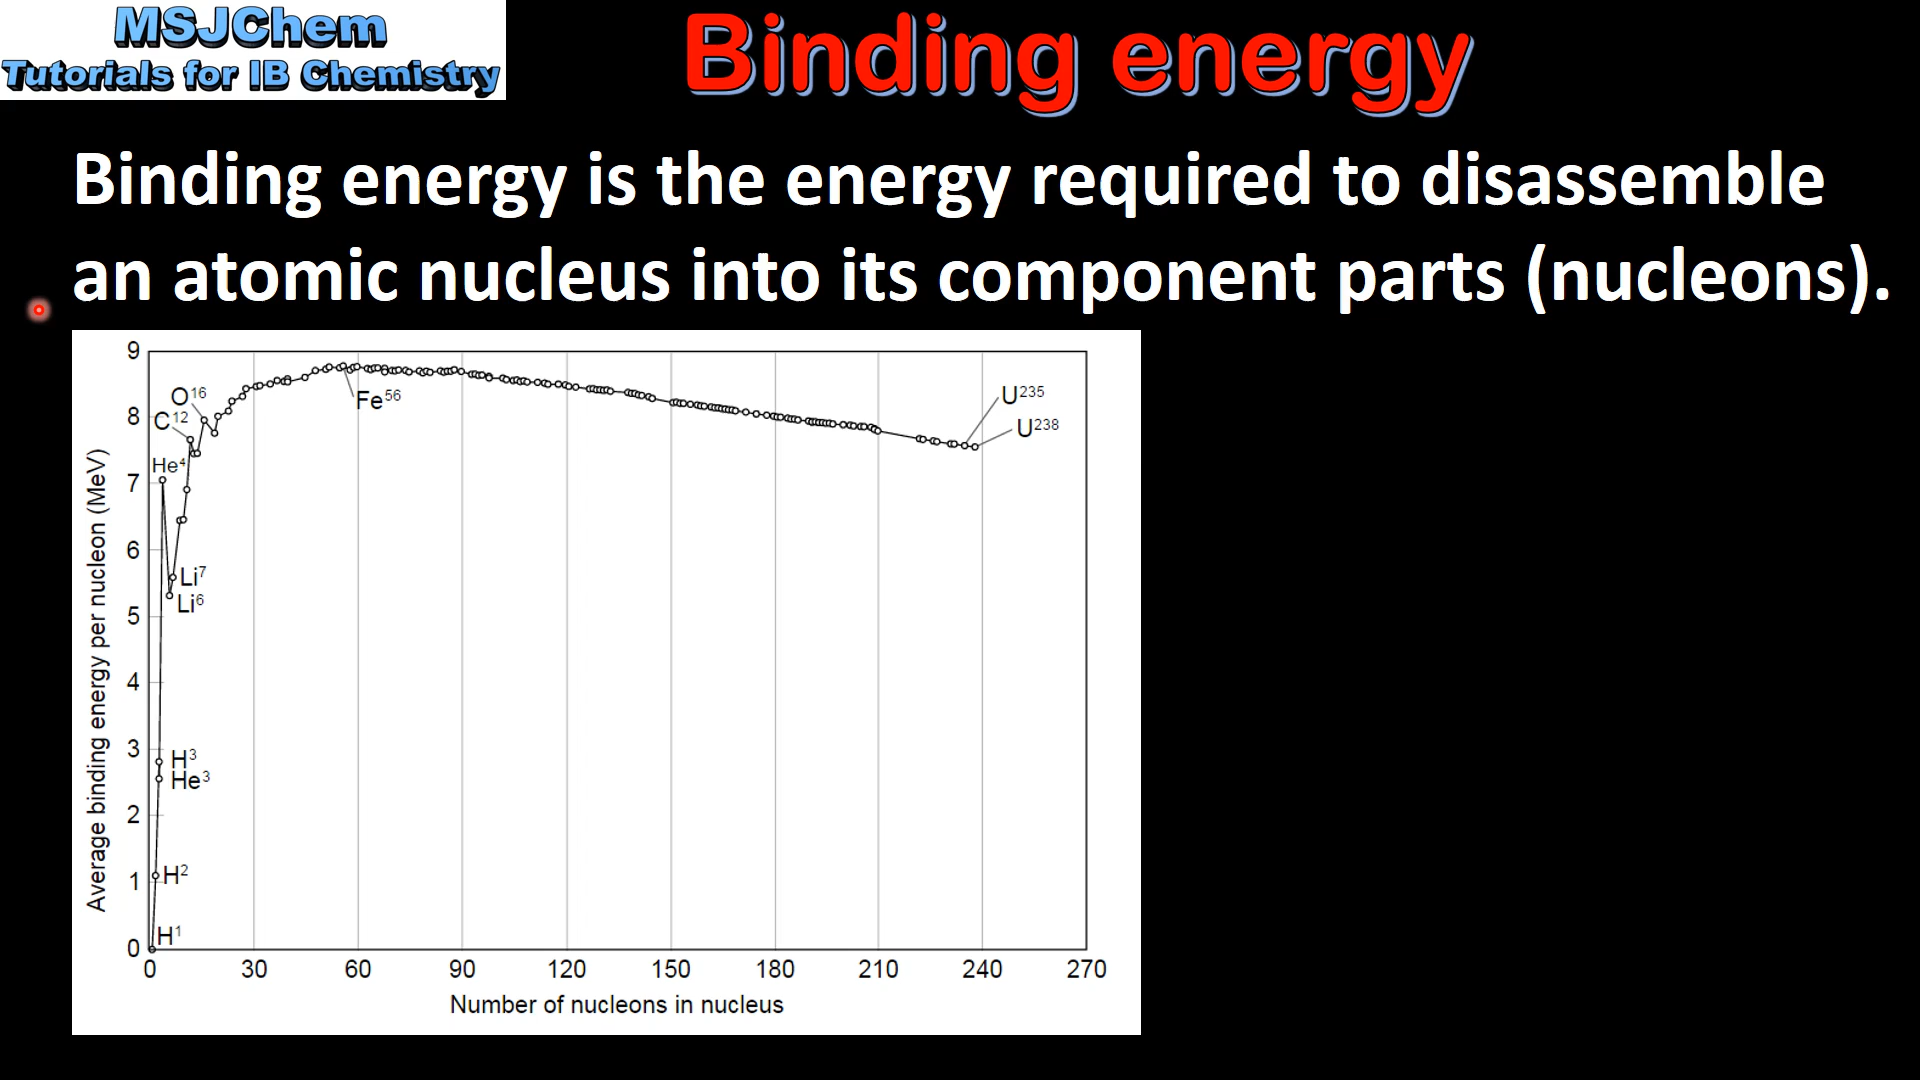 MSJChem
Tutorials for IB Chemistry
Binding energy
Binding energy is the energy required to disassemble
an atomic nucleus into its component parts (nucleons).
Average binding energy per nucleon (MeV)
9
8
7
6
5
4
3
2
1
0
O¹⁶
C¹²
He⁴
Li⁷
Li⁶
H³
He³
H²
H¹
Fe⁵⁶
U²³⁵
U²³⁸
0 30 60 90 120 150 180 210 240 270
Number of nucleons in nucleus